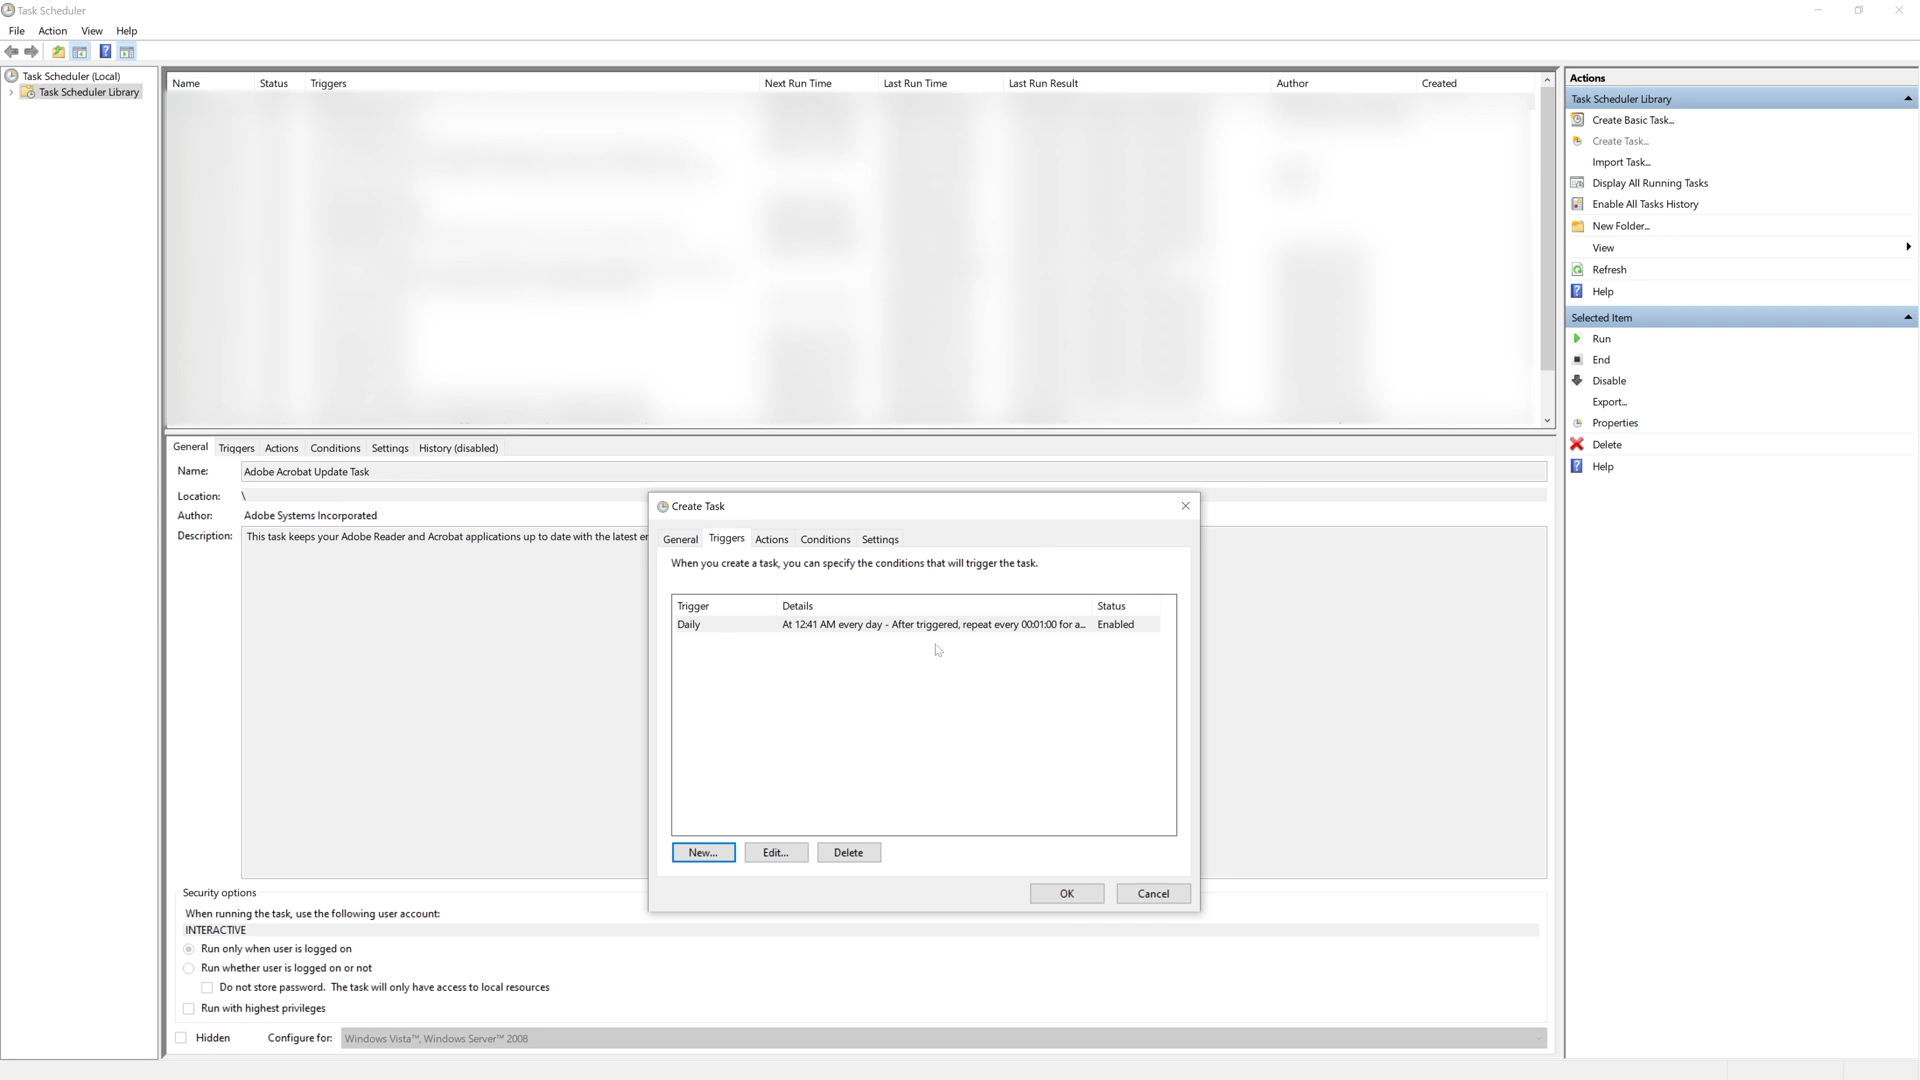 Task Scheduler
File Action View Help
Task Scheduler (Local)
Task Scheduler Library
Name Status Triggers Next Run Time Last Run Time Last Run Result Author Created
General Triggers Actions Conditions Settings History (disabled)
Name: Adobe Acrobat Update Task
Location: \
Author: Adobe Systems Incorporated
Description: This task keeps your Adobe Reader and Acrobat applications up to date with the latest
Security options
When running the task, use the following user account:
INTERACTIVE
Run only when user is logged on
Run whether user is logged on or not
Do not store password. The task will only have access to local resources
Run with highest privileges
Hidden Configure for: Windows Vista™, Windows Server™ 2008
Create Task
General Triggers Actions Conditions Settings
When you create a task, you can specify the conditions that will trigger the task.
Trigger Details Status
Daily At 12:41 AM every day - After triggered, repeat every 00:01:00 for a... Enabled
New... Edit... Delete
OK Cancel
Actions
Task Scheduler Library
Create Basic Task...
Create Task...
Import Task...
Display All Running Tasks
Enable All Tasks History
New Folder...
View
Refresh
Help
Selected Item
Run
End
Disable
Export...
Properties
Delete
Help